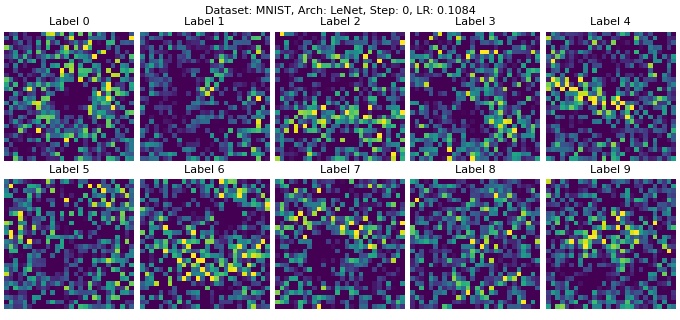 Dataset: MNIST, Arch: LeNet, Step: 0, LR: 0.1084
Label 0
Label 1
Label 2
Label 3
Label 4
Label 5
Label 6
Label 7
Label 8
Label 9